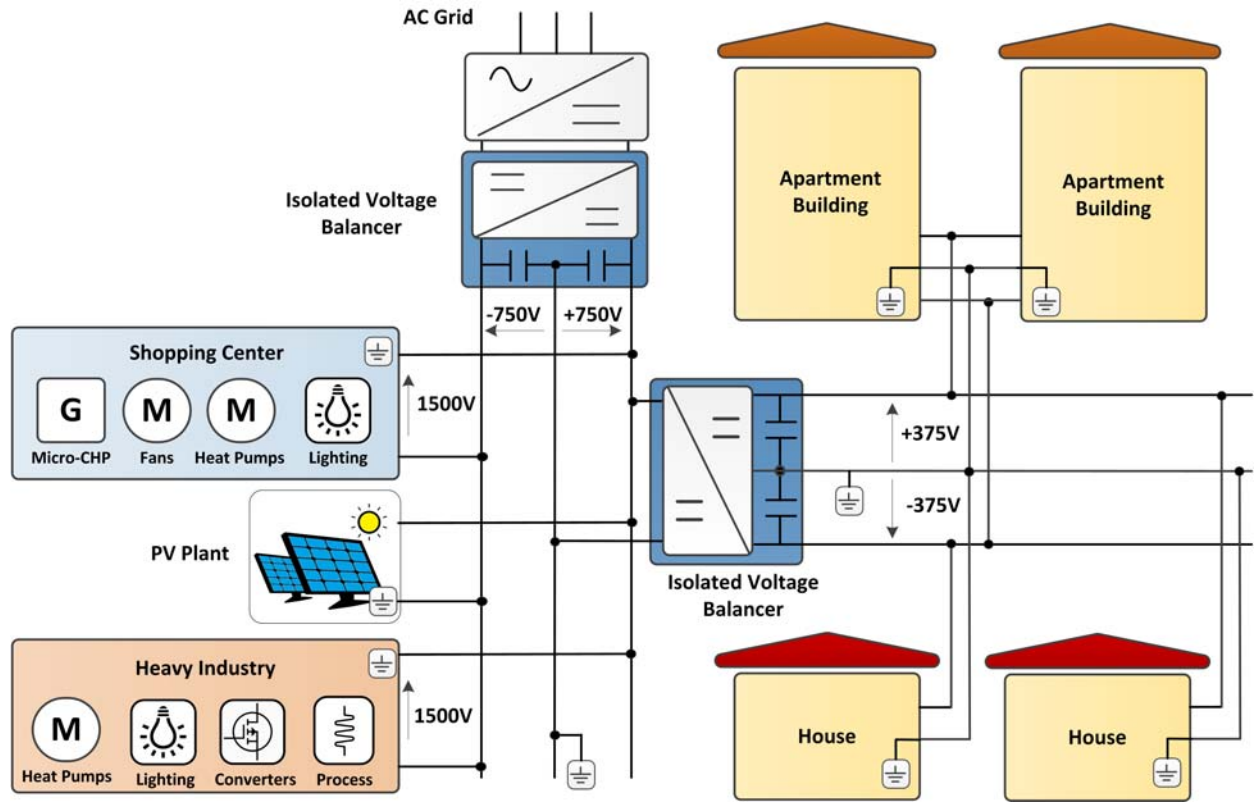 AC Grid
Isolated Voltage
Balancer
-750V
+750V
Shopping Center
G
M
M
Micro-CHP
Fans
Heat Pumps
Lighting
1500V
PV Plant
Heavy Industry
M
Heat Pumps
Lighting
Converters
Process
1500V
Apartment
Building
Apartment
Building
+375V
-375V
Isolated Voltage
Balancer
House
House